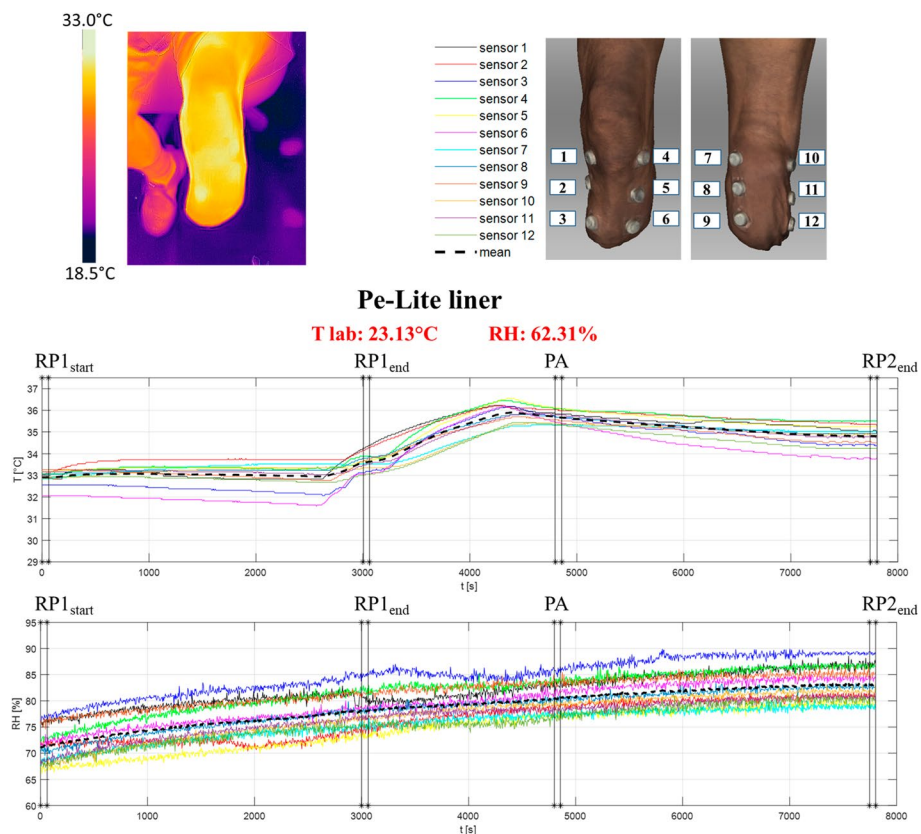 33.0°C
18.5°C
sensor 1
sensor 2
sensor 3
sensor 4
sensor 5
sensor 6
sensor 7
sensor 8
sensor 9
sensor 10
sensor 11
sensor 12
mean
1
2
3
4
5
6
7
8
9
10
11
12
Pe-Lite liner
T lab: 23.13°C RH: 62.31%
RP1start RP1end PA RP2end
37
36
35
34
33
32
31
30
29
T [°C]
0 1000 2000 3000 4000 5000 6000 7000 8000
t [s]
RP1start RP1end PA RP2end
95
90
85
80
75
70
65
60
RH [%]
0 1000 2000 3000 4000 5000 6000 7000 8000
t [s]